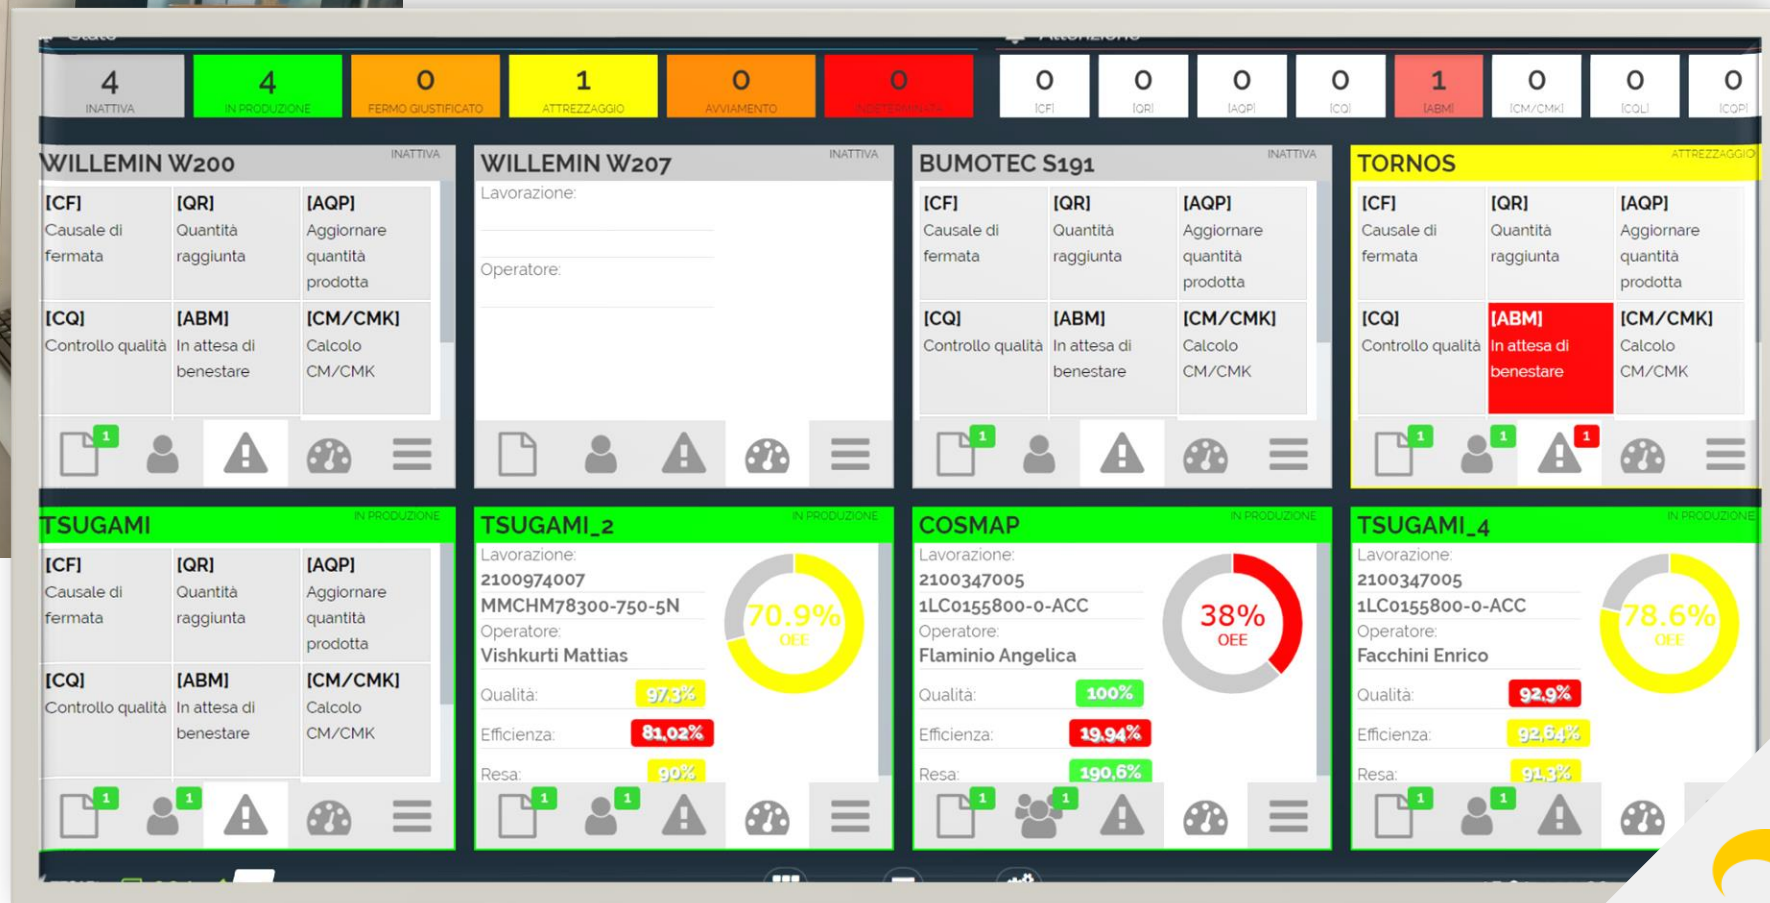 4
INATTIVA
4
IN PRODUZIONE
0
FERMO GIUSTIFICATO
1
ATTREZZAGGIO
0
AVVIAMENTO
0
INDETERMINATA
0
[CF]
0
[QR]
0
[AQP]
0
[CQ]
1
[ABM]
0
[CM/CMK]
0
[CQL]
0
[CQP]
WILLEMIN W200
INATTIVA
[CF]
Causale di
fermata
[QR]
Quantità
raggiunta
[AQP]
Aggiornare
quantità
prodotta
[CQ]
Controllo qualità
[ABM]
In attesa di
benestare
[CM/CMK]
Calcolo
CM/CMK
1
WILLEMIN W207
INATTIVA
Lavorazione:
Operatore:
BUMOTEC S191
INATTIVA
[CF]
Causale di
fermata
[QR]
Quantità
raggiunta
[AQP]
Aggiornare
quantità
prodotta
[CQ]
Controllo qualità
[ABM]
In attesa di
benestare
[CM/CMK]
Calcolo
CM/CMK
1
TORNOS
ATTREZZAGGIO
[CF]
Causale di
fermata
[QR]
Quantità
raggiunta
[AQP]
Aggiornare
quantità
prodotta
[CQ]
Controllo qualità
[ABM]
In attesa di
benestare
[CM/CMK]
Calcolo
CM/CMK
1
1
1
TSUGAMI
IN PRODUZIONE
[CF]
Causale di
fermata
[QR]
Quantità
raggiunta
[AQP]
Aggiornare
quantità
prodotta
[CQ]
Controllo qualità
[ABM]
In attesa di
benestare
[CM/CMK]
Calcolo
CM/CMK
1
1
TSUGAMI_2
IN PRODUZIONE
Lavorazione:
2100974007
MMCHM78300-750-5N
Operatore:
Vishkurti Mattias
70.9%
OEE
Qualità: 97,3%
Efficienza: 81,02%
Resa: 90%
1
1
COSMAP
IN PRODUZIONE
Lavorazione:
2100347005
1LC0155800-0-ACC
Operatore:
Flaminio Angelica
38%
OEE
Qualità: 100%
Efficienza: 19,94%
Resa: 190,6%
1
1
TSUGAMI_4
IN PRODUZIONE
Lavorazione:
2100347005
1LC0155800-0-ACC
Operatore:
Facchini Enrico
78.6%
OEE
Qualità: 92,9%
Efficienza: 92,64%
Resa: 91,3%
1
1